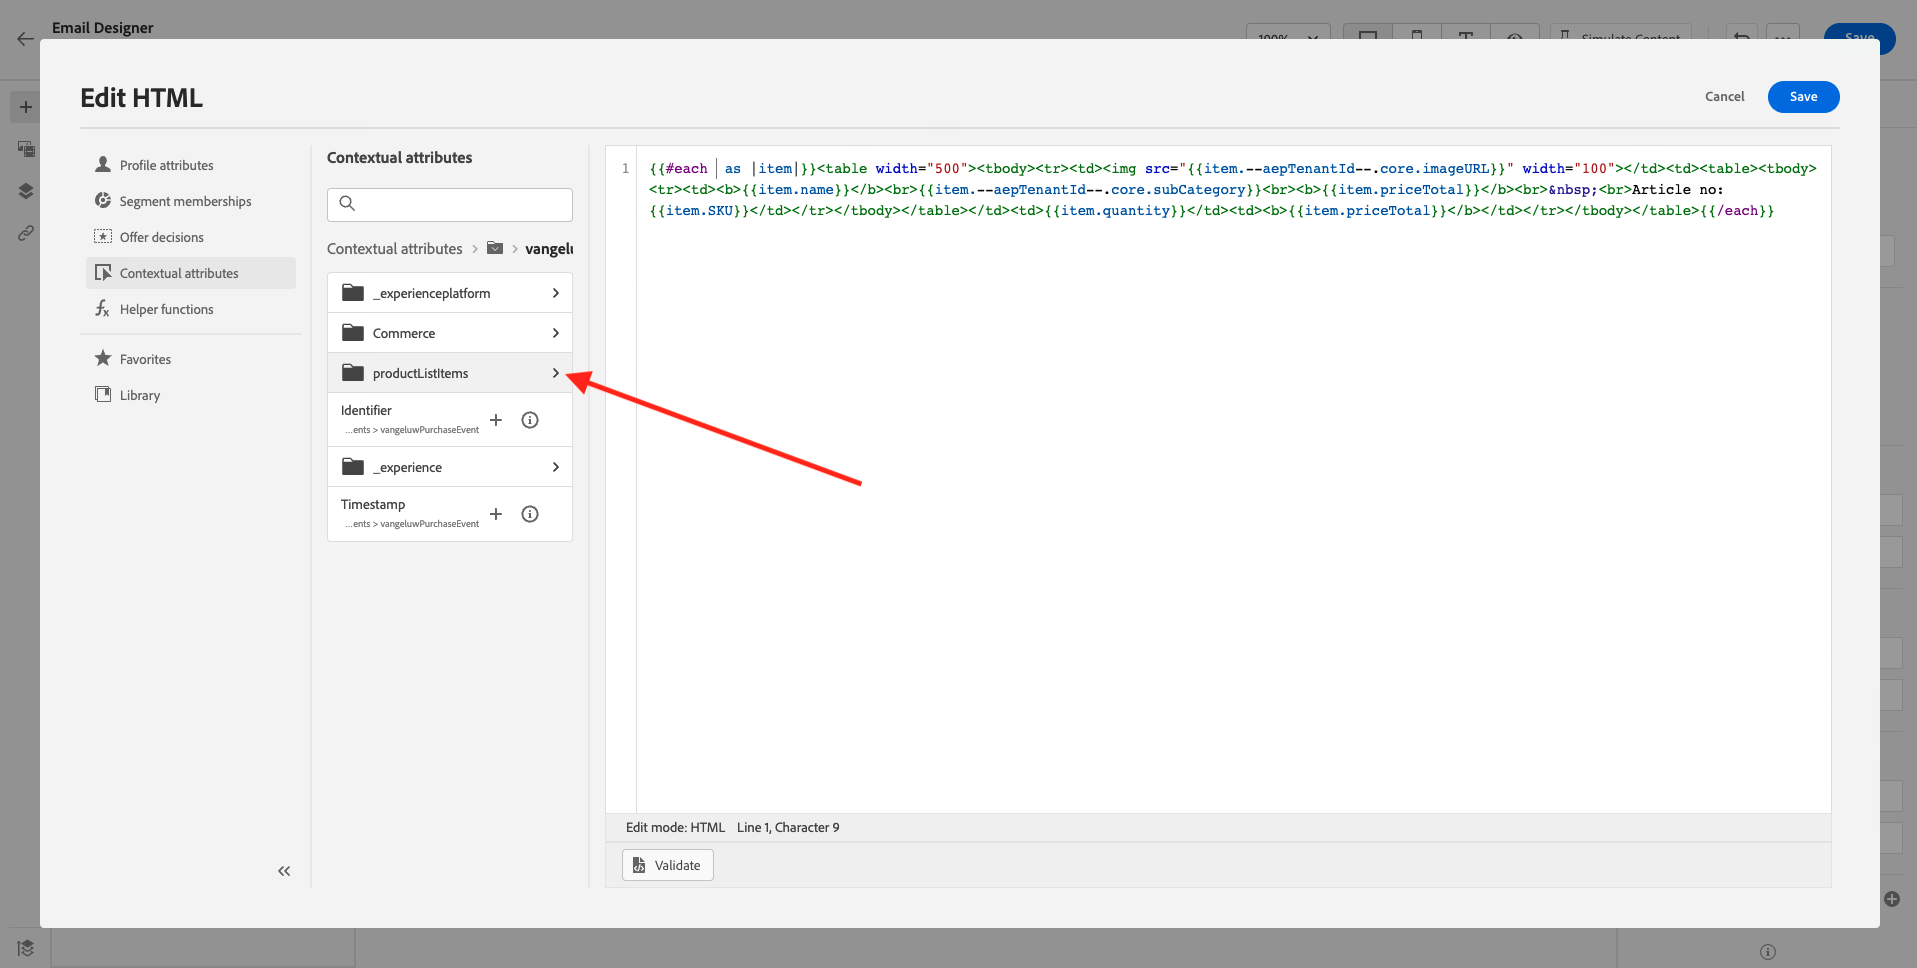 Email Designer
100%
Simulate Content
Save
Edit HTML
Cancel
Save
Profile attributes
Segment memberships
Offer decisions
Contextual attributes
Helper functions
Favorites
Library
Contextual attributes
Contextual attributes > > vangelu
_experienceplatform
Commerce
productListItems
Identifier
...ents > vangeluwPurchaseEvent
_experience
Timestamp
...ents > vangeluwPurchaseEvent
1
{{#each | as |item|}}<table width="500"><tbody><tr><td><img src="{{item.--aepTenantId--.core.imageURL}}" width="100"></td><td><table><tbody>
<tr><td><b>{{item.name}}</b><br>{{item.--aepTenantId--.core.subCategory}}<br><b>{{item.priceTotal}}</b><br>&nbsp;<br>Article no:
{{item.SKU}}</td></tr></tbody></table></td><td>{{item.quantity}}</td><td><b>{{item.priceTotal}}</b></td></tr></tbody></table>{{/each}}
Edit mode: HTML Line 1, Character 9
Validate